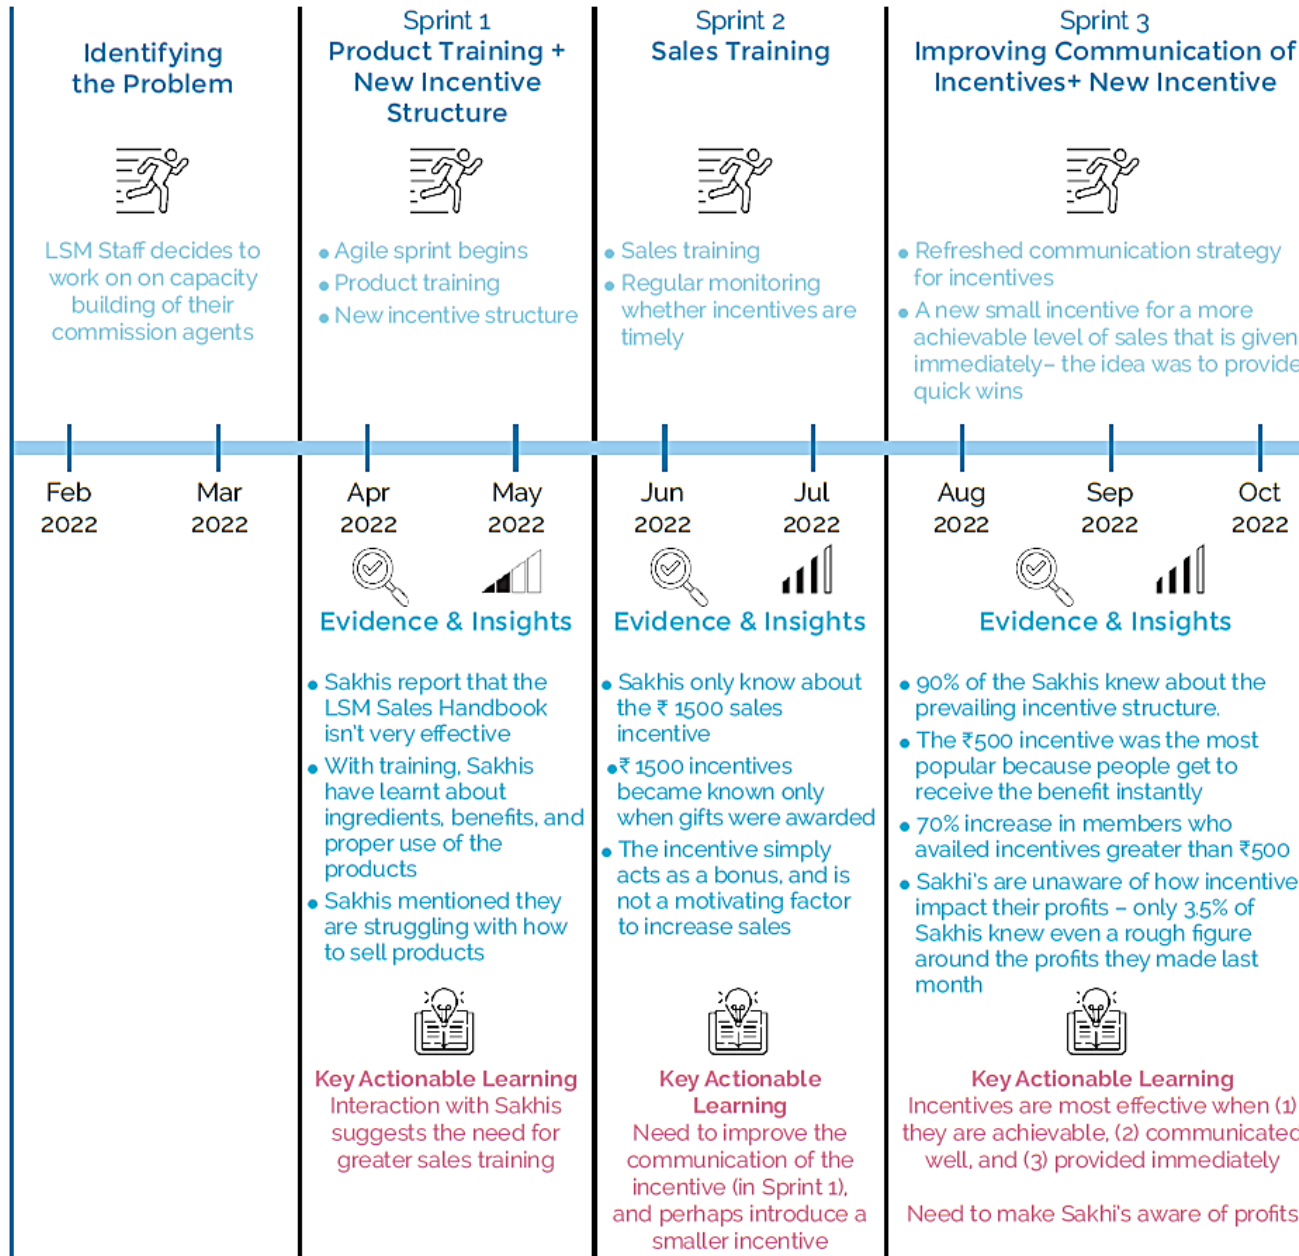 Identifying
the Problem
LSM Staff decides to
work on on capacity
building of their
commission agents
Sprint 1
Product Training +
New Incentive
Structure
• Agile sprint begins
• Product training
• New incentive structure
Sprint 2
Sales Training
• Sales training
• Regular monitoring
whether incentives are
timely
Sprint 3
Improving Communication of
Incentives+ New Incentive
• Refreshed communication strategy
for incentives
• A new small incentive for a more
achievable level of sales that is given
immediately– the idea was to provide
quick wins
Feb
2022
Mar
2022
Apr
2022
May
2022
Jun
2022
Jul
2022
Aug
2022
Sep
2022
Oct
2022
Evidence & Insights
• Sakhis report that the
LSM Sales Handbook
isn't very effective
• With training, Sakhis
have learnt about
ingredients, benefits, and
proper use of the
products
• Sakhis mentioned they
are struggling with how
to sell products
Key Actionable Learning
Interaction with Sakhis
suggests the need for
greater sales training
Evidence & Insights
• Sakhis only know about
the ₹ 1500 sales
incentive
• ₹ 1500 incentives
became known only
when gifts were awarded
• The incentive simply
acts as a bonus, and is
not a motivating factor
to increase sales
Key Actionable
Learning
Need to improve the
communication of the
incentive (in Sprint 1),
and perhaps introduce a
smaller incentive
Evidence & Insights
• 90% of the Sakhis knew about the
prevailing incentive structure.
• The ₹500 incentive was the most
popular because people get to
receive the benefit instantly
• 70% increase in members who
availed incentives greater than ₹500
• Sakhi's are unaware of how incentive
impact their profits – only 3.5% of
Sakhis knew even a rough figure
around the profits they made last
month
Key Actionable Learning
Incentives are most effective when (1)
they are achievable, (2) communicated
well, and (3) provided immediately
Need to make Sakhi's aware of profits